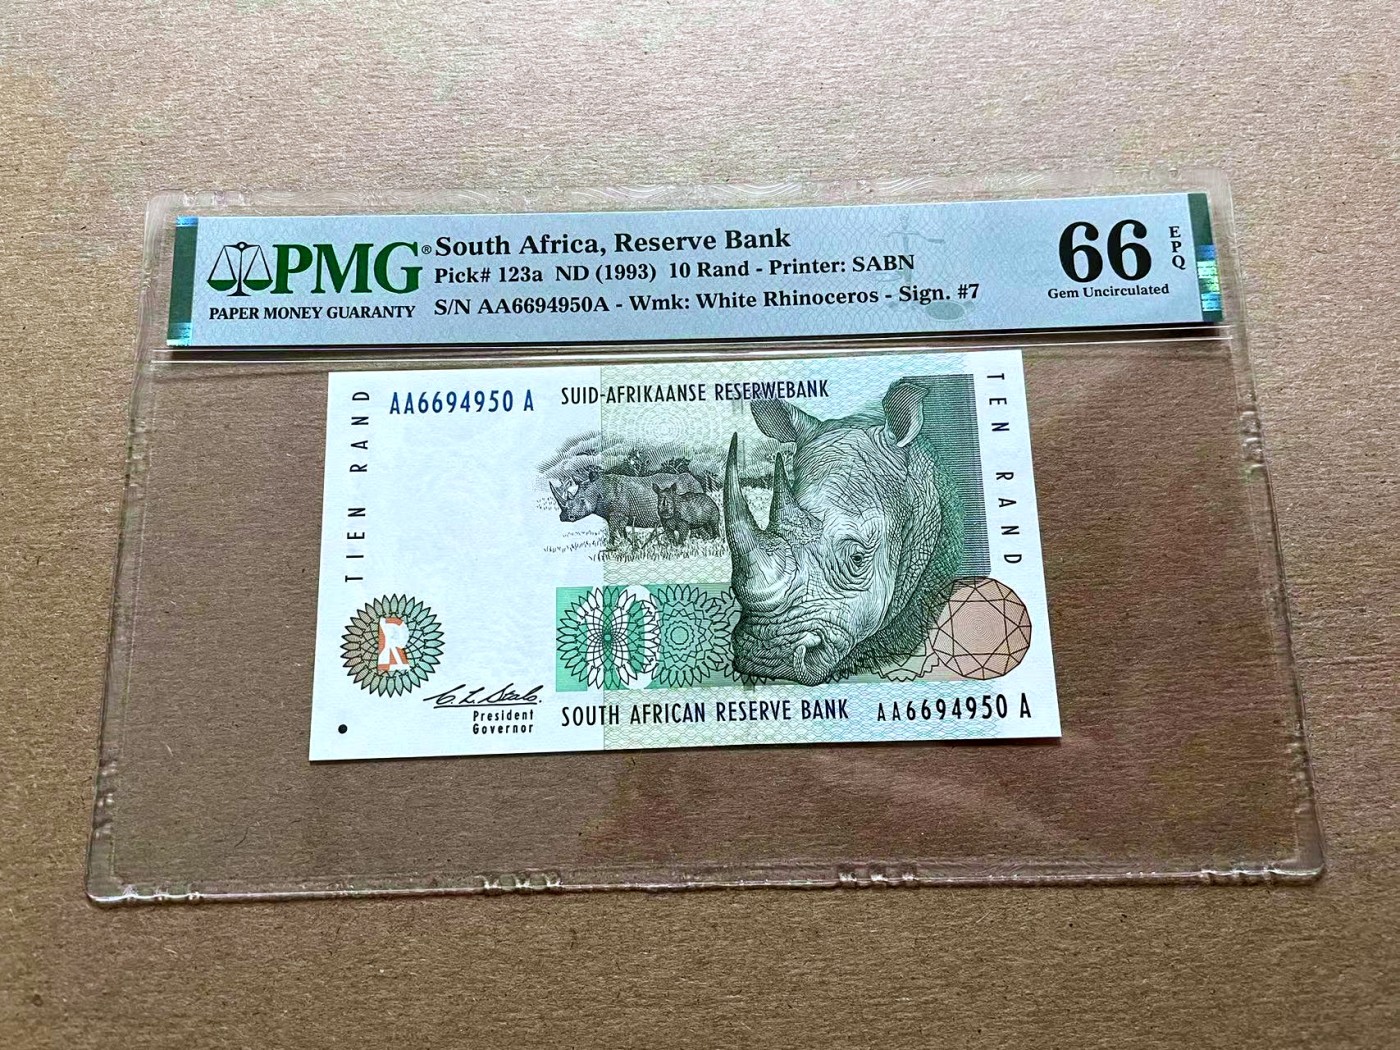 PMG®
PAPER MONEY GUARANTY
South Africa, Reserve Bank
Pick# 123a ND (1993) 10 Rand - Printer: SABN
S/N AA6694950A - Wmk: White Rhinoceros - Sign. #7
66
EPQ
Gem Uncirculated
TIEN RAND
AA6694950 A
SUID-AFRIKAANSE RESERWEBANK
TEN RAND
10
R
C. L. Stals.
President
Governor
SOUTH AFRICAN RESERVE BANK
AA6694950 A